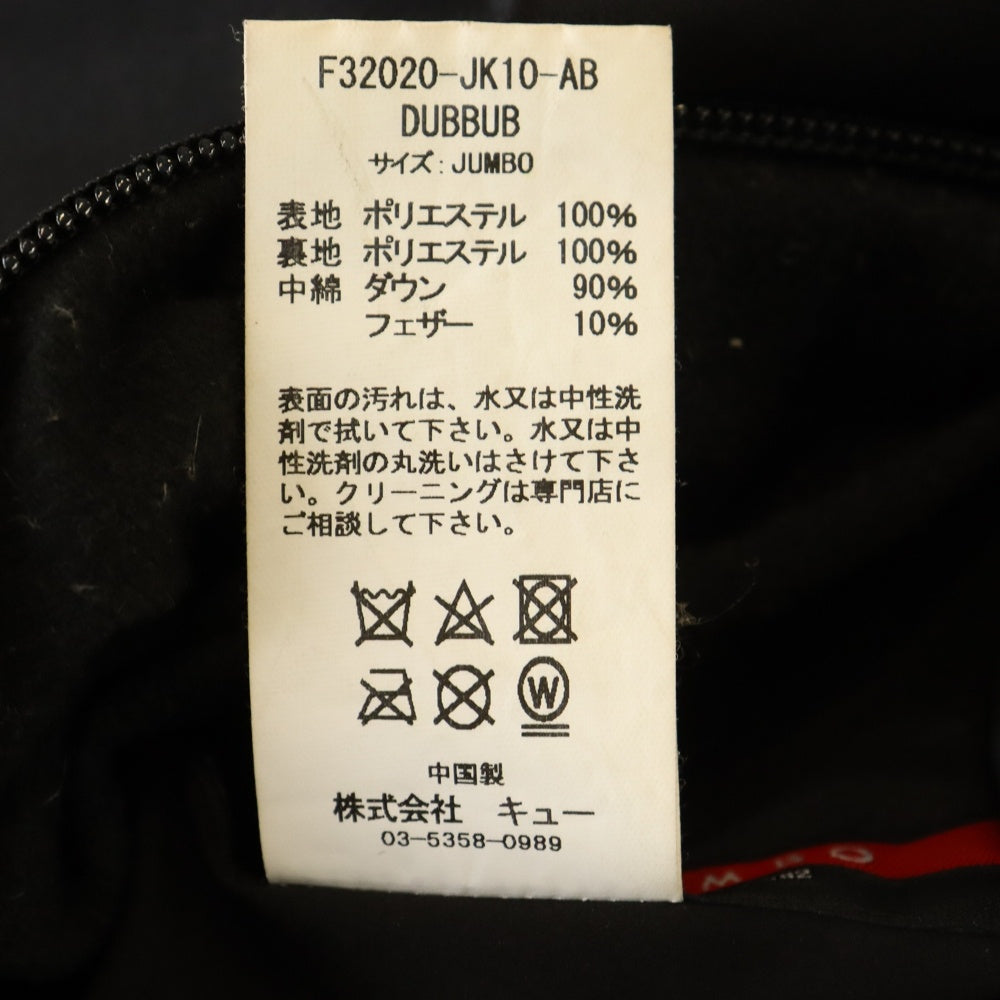 F32020-JK10-AB
DUBBUB
サイズ: JUMBO
表地 ポリエステル 100%
裏地 ポリエステル 100%
中綿 ダウン 90%
フェザー 10%
表面の汚れは、水又は中性洗
剤で拭いて下さい。水又は中
性洗剤の丸洗いはさけて下さ
い。クリーニングは専門店に
ご相談して下さい。
W
中国製
株式会社 キュー
03-5358-0989
M B O